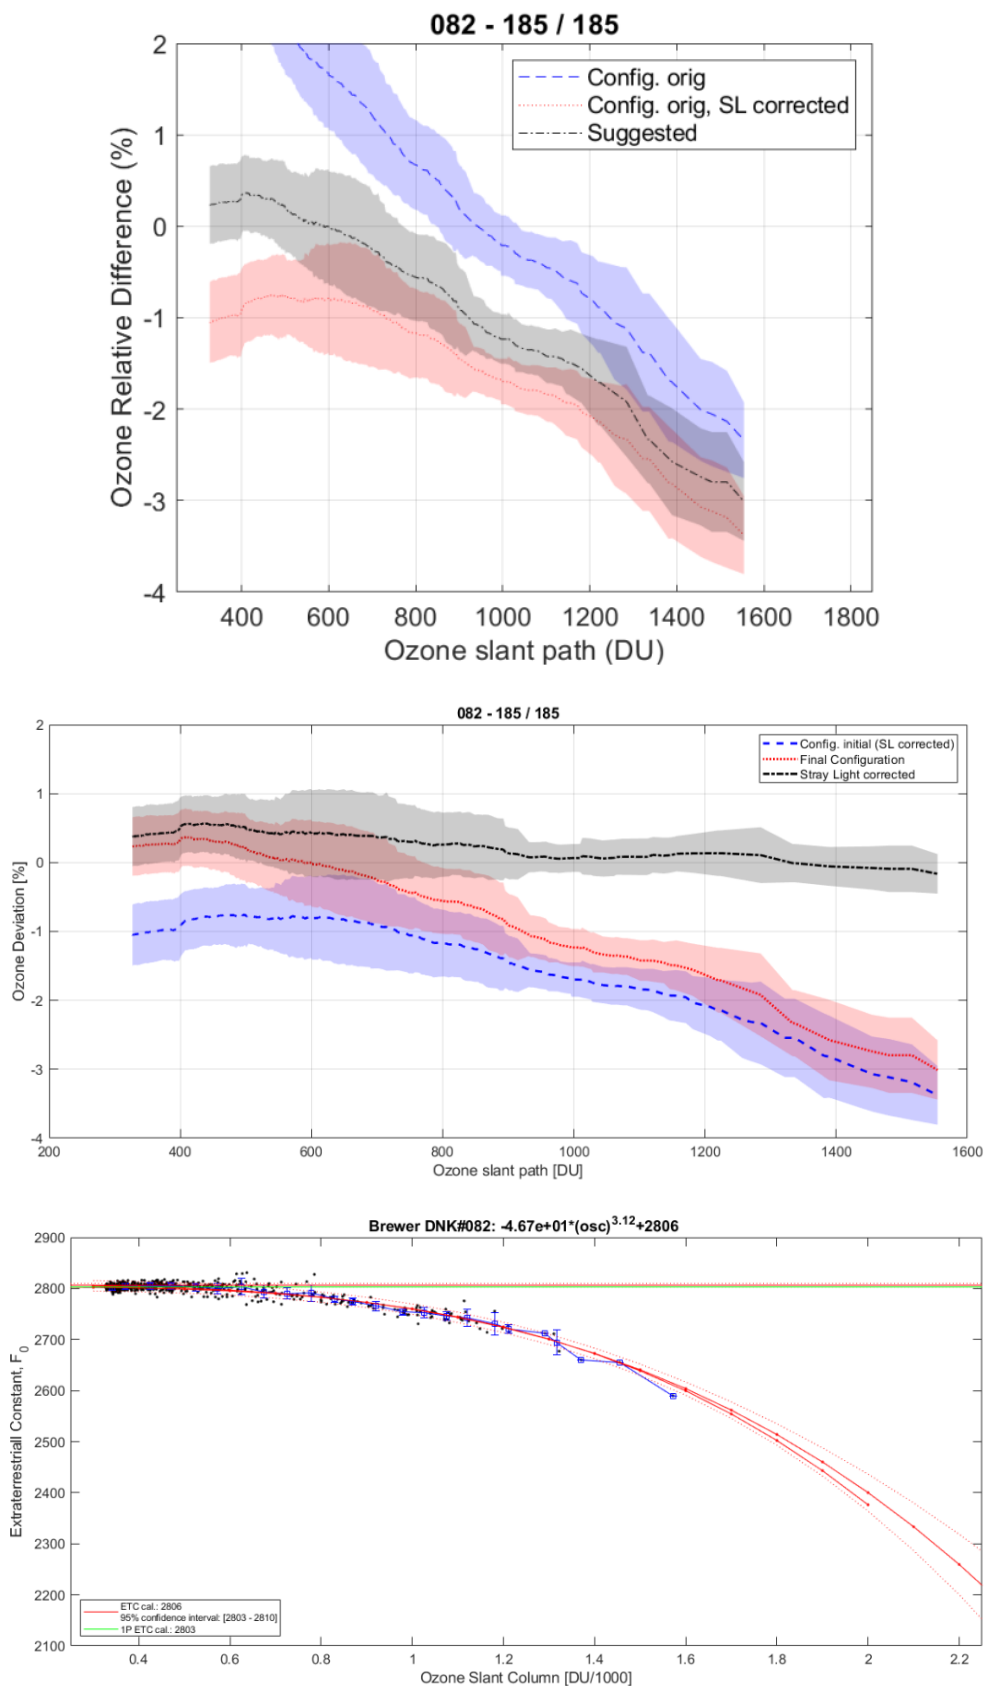 082 - 185 / 185
2
1
0
-1
-2
-3
-4
Ozone Relative Difference (%)
Config. orig
Config. orig, SL corrected
Suggested
400 600 800 1000 1200 1400 1600 1800
Ozone slant path (DU)
082 - 185 / 185
2
1
0
-1
-2
-3
-4
Ozone Deviation [%]
Config. initial (SL corrected)
Final Configuration
Stray Light corrected
200 400 600 800 1000 1200 1400 1600
Ozone slant path [DU]
Brewer DNK#082: -4.67e+01*(osc)^3.12+2806
2900
2800
2700
2600
2500
2400
2300
2200
2100
Extraterrestriall Constant, F0
ETC cal.: 2806
95% confidence interval: [2803 - 2810]
1P ETC cal.: 2803
0.4 0.6 0.8 1 1.2 1.4 1.6 1.8 2 2.2
Ozone Slant Column [DU/1000]